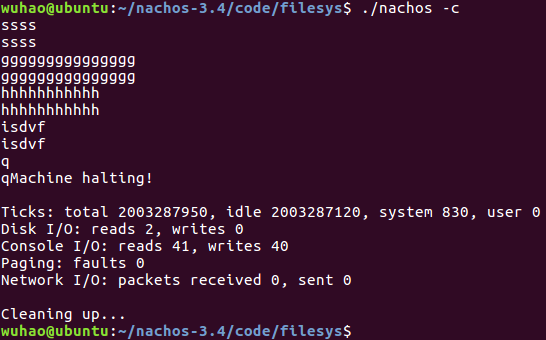 wuhao@ubuntu:~/nachos-3.4/code/filesys$ ./nachos -c
ssss
ssss
ggggggggggggggg
ggggggggggggggg
hhhhhhhhhhh
hhhhhhhhhhh
isdvf
isdvf
q
qMachine halting!
Ticks: total 2003287950, idle 2003287120, system 830, user 0
Disk I/O: reads 2, writes 0
Console I/O: reads 41, writes 40
Paging: faults 0
Network I/O: packets received 0, sent 0
Cleaning up...
wuhao@ubuntu:~/nachos-3.4/code/filesys$